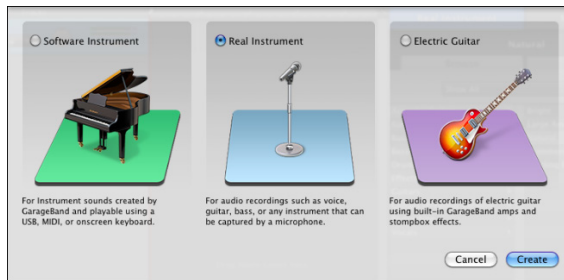 Software Instrument
Real Instrument
Electric Guitar
For Instrument sounds created by
GarageBand and playable using a
USB, MIDI, or onscreen keyboard.
For audio recordings such as voice,
guitar, bass, or any instrument that can
be captured by a microphone.
For audio recordings of electric guitar
using built-in GarageBand amps and
stompbox effects.
Cancel
Create